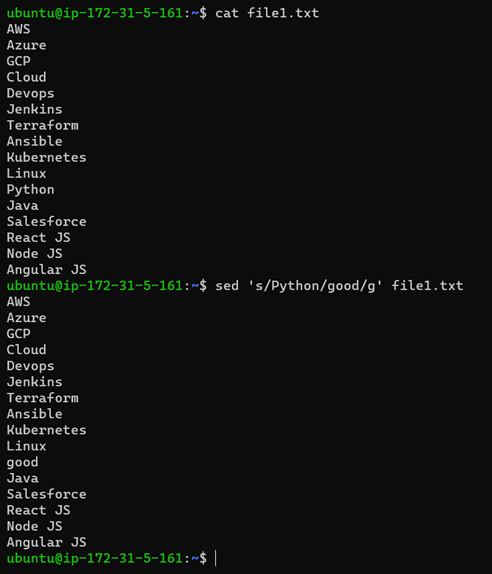 ubuntu@ip-172-31-5-161:~$ cat file1.txt
AWS
Azure
GCP
Cloud
Devops
Jenkins
Terraform
Ansible
Kubernetes
Linux
Python
Java
Salesforce
React JS
Node JS
Angular JS
ubuntu@ip-172-31-5-161:~$ sed 's/Python/good/g' file1.txt
AWS
Azure
GCP
Cloud
Devops
Jenkins
Terraform
Ansible
Kubernetes
Linux
good
Java
Salesforce
React JS
Node JS
Angular JS
ubuntu@ip-172-31-5-161:~$